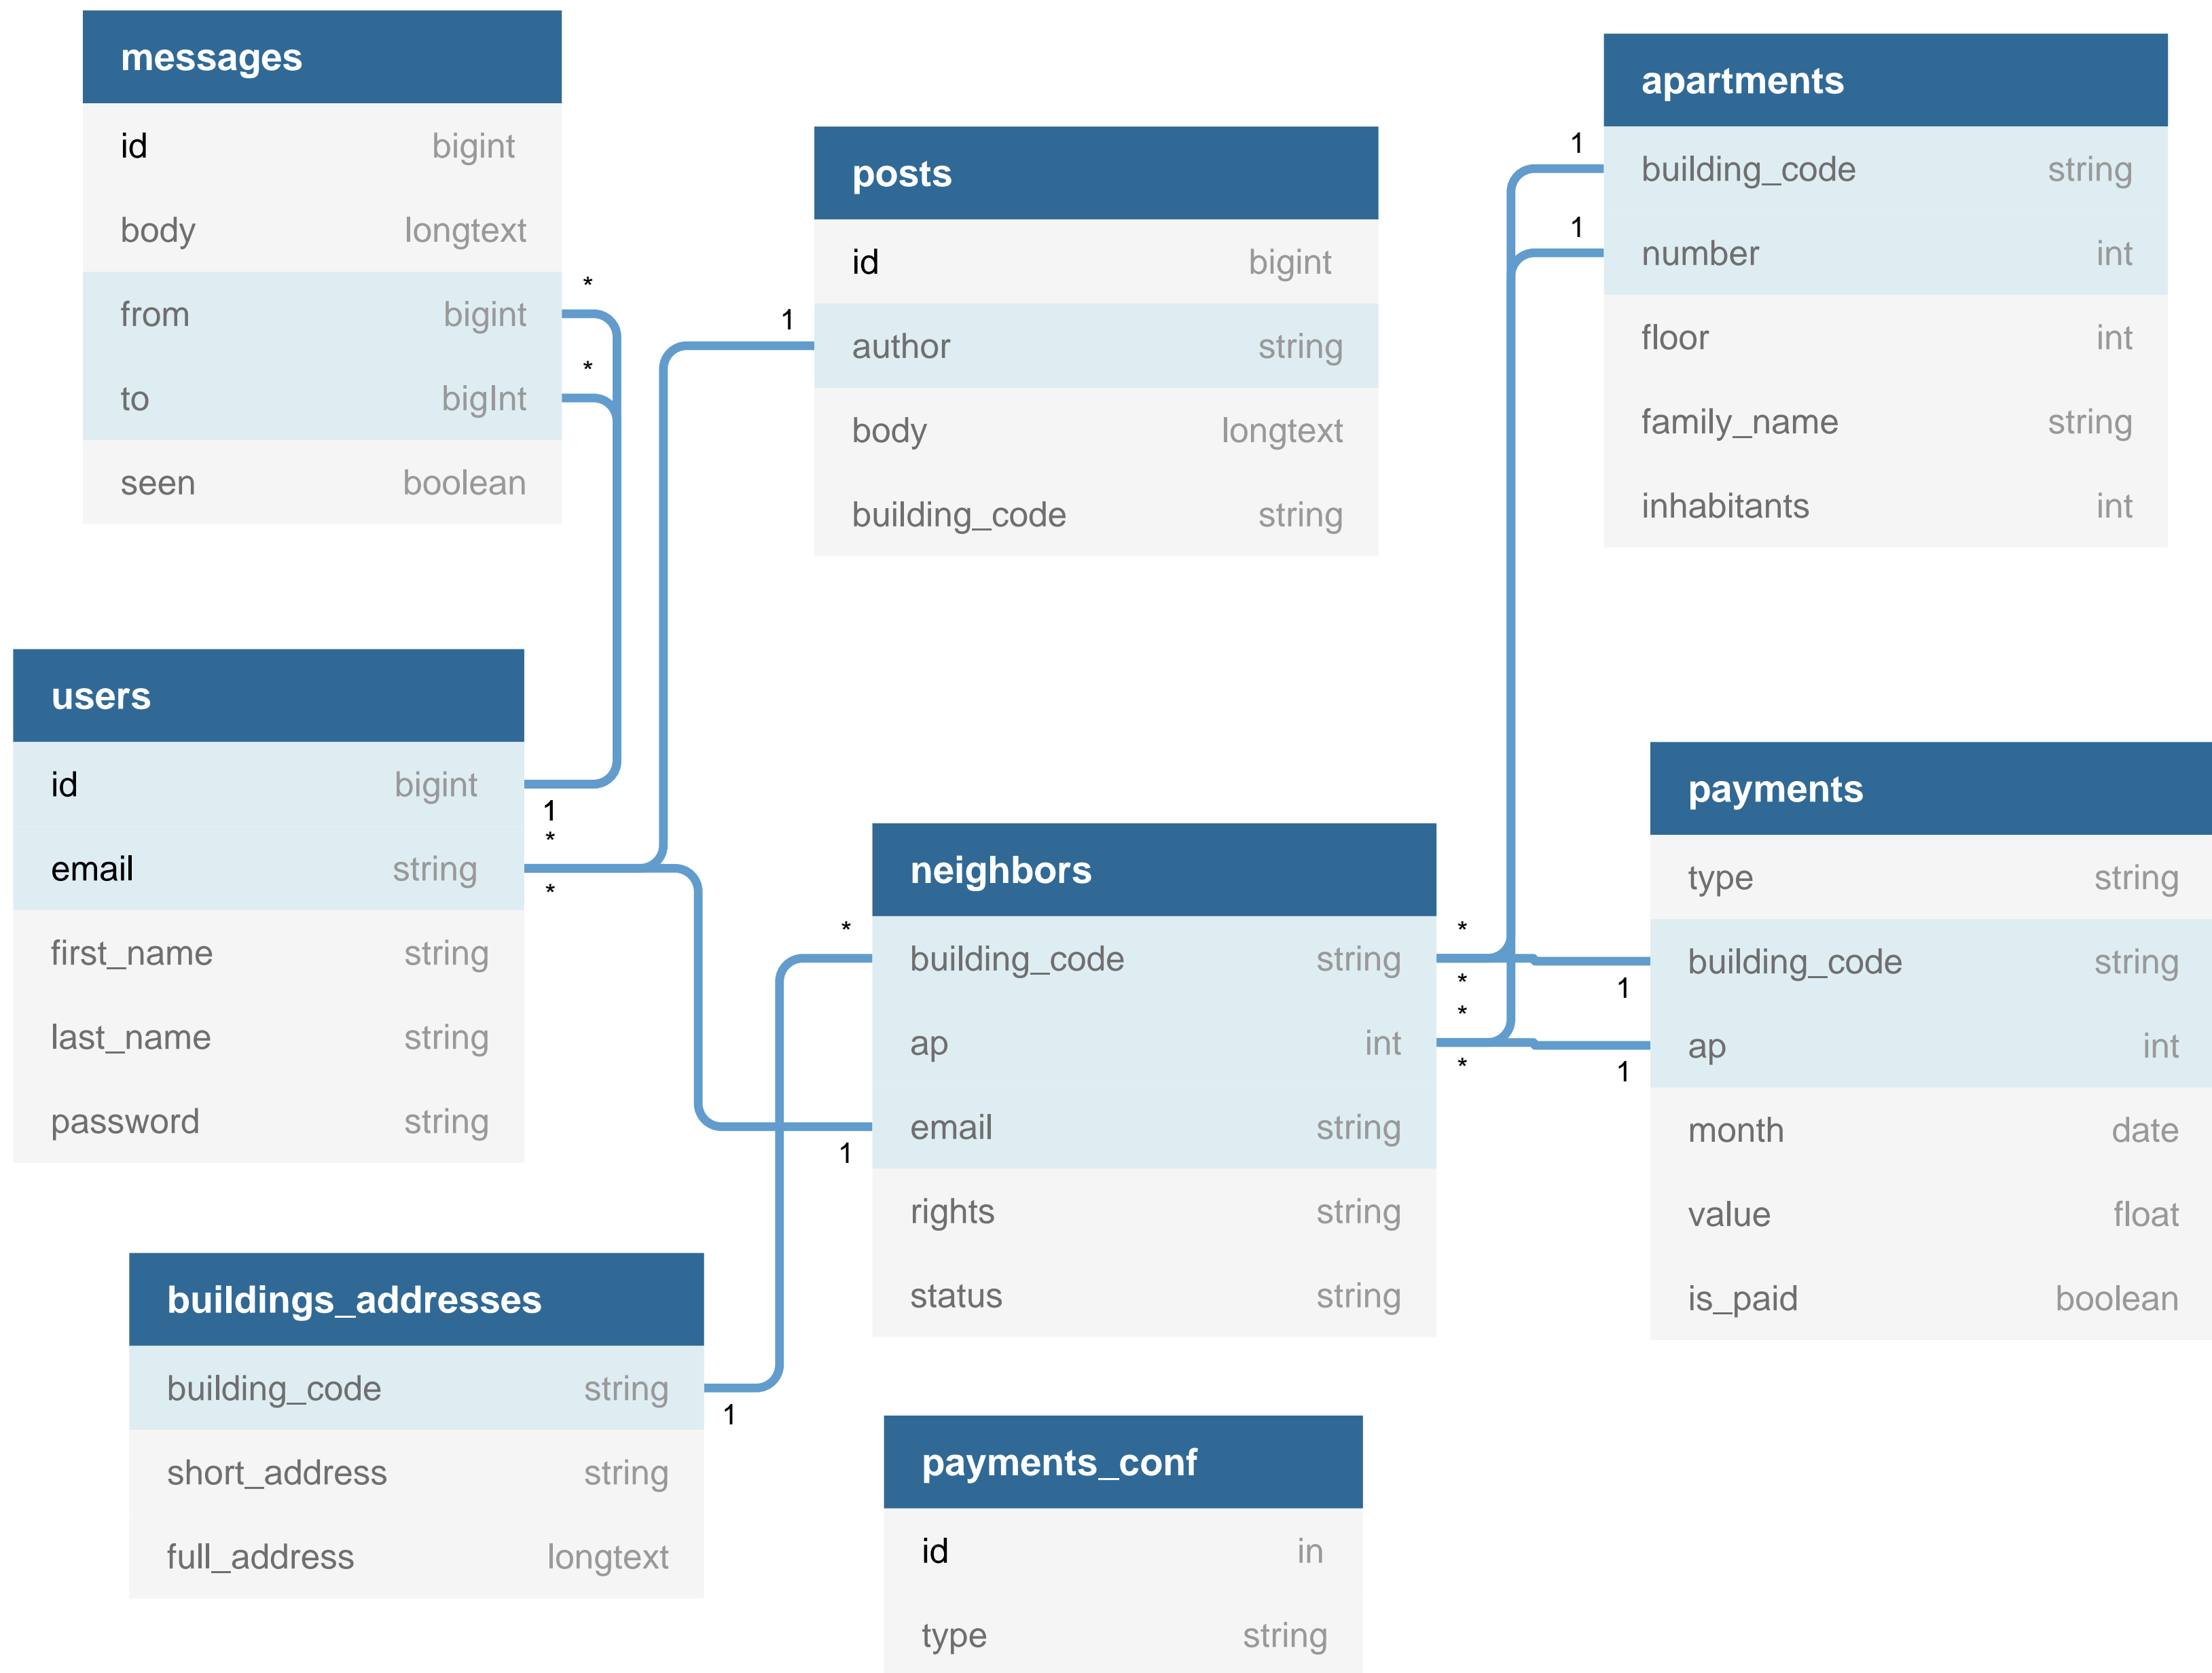 messages
id bigint
body longtext
from bigint *
to bigInt *
seen boolean
posts
id bigint
1 author string
body longtext
building_code string
apartments
1 building_code string
1 number int
floor int
family_name string
inhabitants int
users
id bigint
1
*
email string
*
first_name string
last_name string
password string
neighbors
* building_code string *
*
*
ap int
*
email string
1
rights string
status string
payments
type string
building_code string
1
ap int
1
month date
value float
is_paid boolean
buildings_addresses
building_code string
1
short_address string
full_address longtext
payments_conf
id in
type string